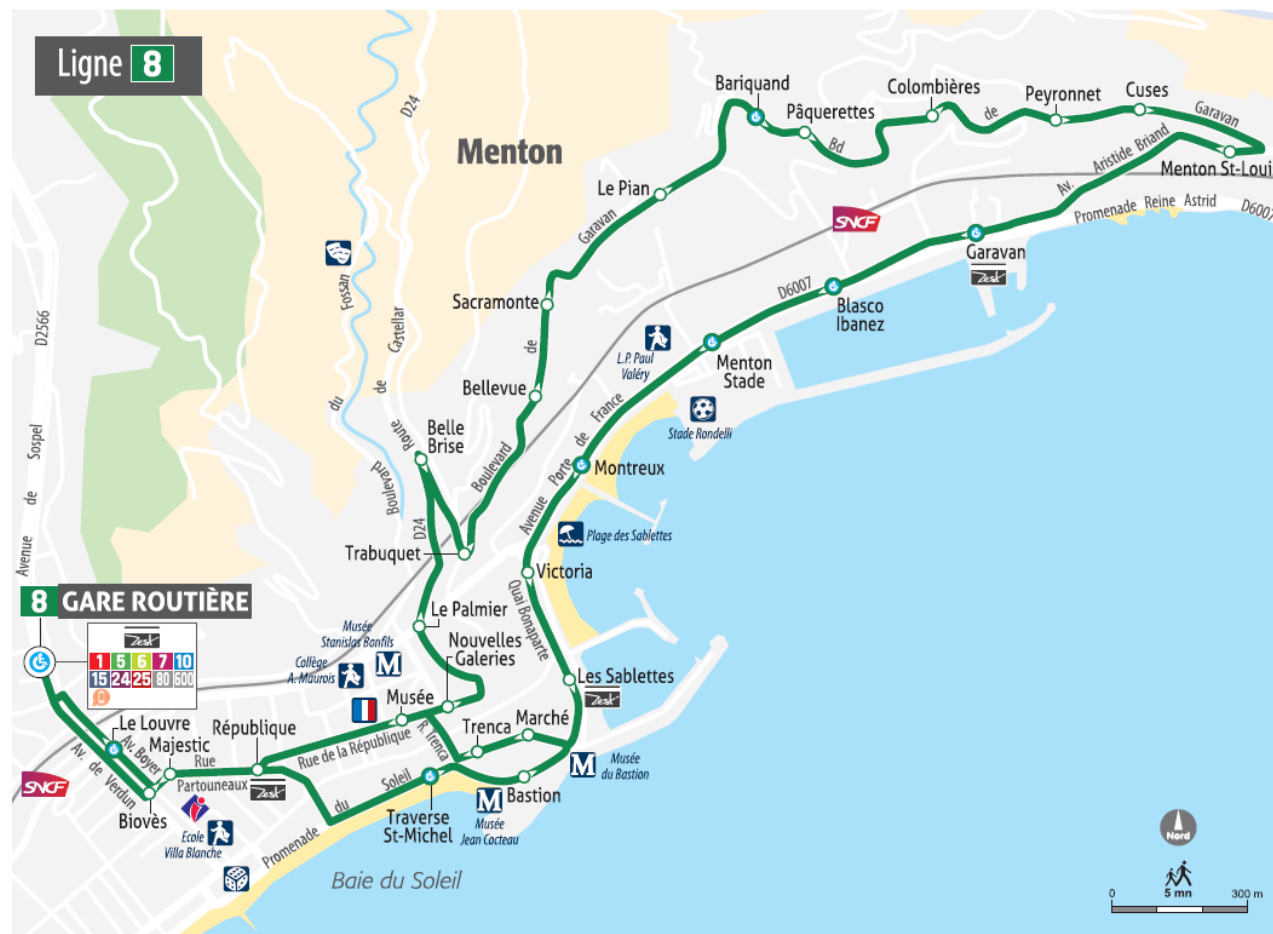 Ligne 8
Menton
D24
D2566
Avenue de Sospel
Boulevard du Fossan
Route de Castellar
D24
Bariquand
Pâquerettes
Colombières
Peyronnet
Cuses
Bd de Garavan
Menton St-Loui
Av. Aristide Briand
Promenade Reine Astrid
D6007
Le Pian
Boulevard de Garavan
SNCF
Garavan
Zest
D6007
Blasco
Ibanez
Sacramonte
L.P. Paul
Valéry
Menton
Stade
Bellevue
Stade Rondelli
Belle
Brise
Avenue Porte de France
Montreux
Plage des Sablettes
Trabuquet
Victoria
Quai Bonaparte
8 GARE ROUTIÈRE
Zest
1 5 6 7 10
15 24 25 80 600
Le Palmier
Musée
Stanislas Bonfils
M
Nouvelles
Galeries
Collège
A. Maurois
Les Sablettes
Zest
Musée
Le Louvre
République
Trenca
Marché
Majestic
Rue de la République
R. Trenca
Av. Boyer
Rue
Partouneaux
Av. de Verdun
Zest
M
Musée
du Bastion
SNCF
Biovès
Promenade du Soleil
Bastion
M
Musée
Jean Cocteau
Traverse
St-Michel
Ecole
Villa Blanche
Baie du Soleil
Nord
5 mn
0 300 m